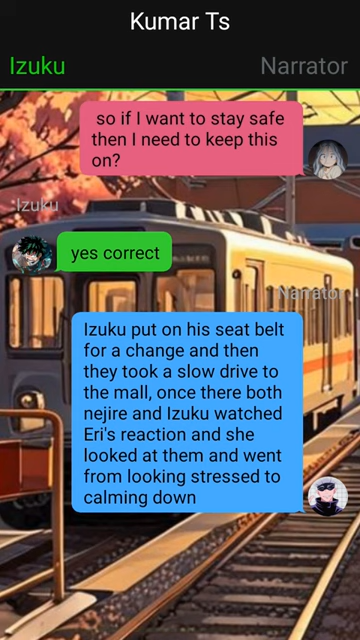 Kumar Ts
Izuku
Narrator
so if I want to stay safe
then I need to keep this
on?
Izuku
yes correct
Narrator
Izuku put on his seat belt
for a change and then
they took a slow drive to
the mall, once there both
nejire and Izuku watched
Eri's reaction and she
looked at them and went
from looking stressed to
calming down